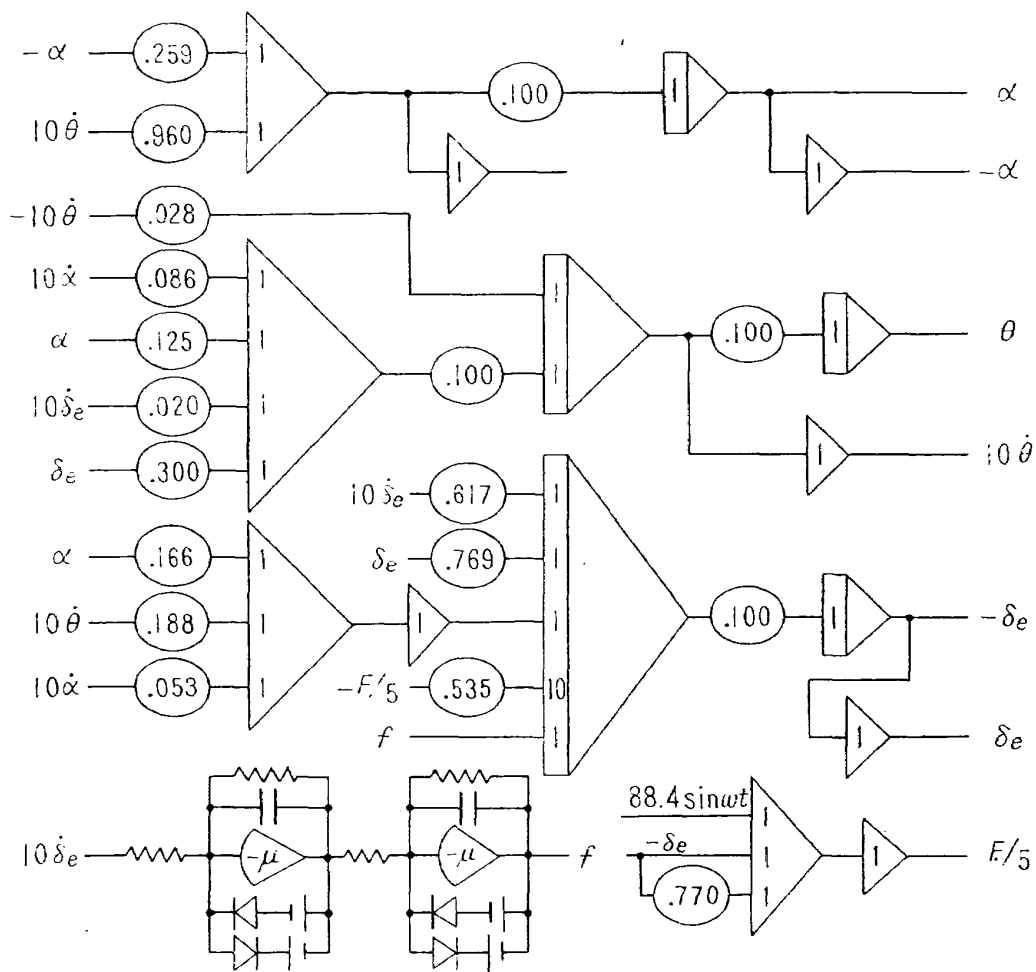 -α .259 1
10θ̇ .960 1
.100 1 α
1 1 -α
-10θ̇ .028
10α̇ .086 1
α .125 1
10δ̇e .020 1
δe .300 1
.100 1 1
.100 1 θ
1 10θ̇
α .166 1
10θ̇ .188 1
10α̇ .053 1
1
10δ̇e .617 1
δe .769 1
1
-F/5 .535 10
f 1
.100 1 -δe
1 δe
10δ̇e -μ -μ f
88.4sinωt 1
-δe 1
.770 1
1 F/5